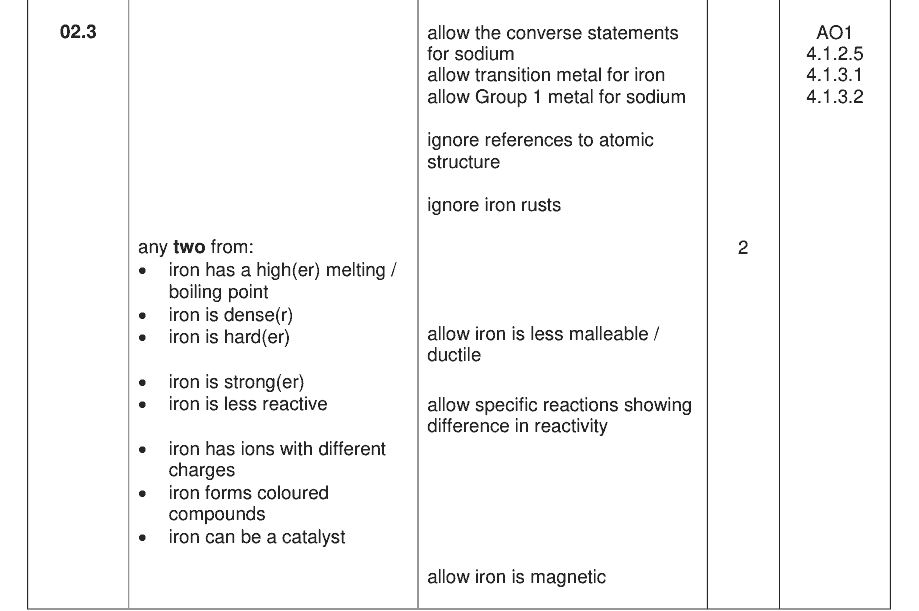 02.3
allow the converse statements
for sodium
allow transition metal for iron
allow Group 1 metal for sodium
AO1
4.1.2.5
4.1.3.1
4.1.3.2
ignore references to atomic
structure
ignore iron rusts
any two from:
2
• iron has a high(er) melting /
boiling point
• iron is dense(r)
• iron is hard(er)
allow iron is less malleable /
ductile
• iron is strong(er)
• iron is less reactive
allow specific reactions showing
difference in reactivity
• iron has ions with different
charges
• iron forms coloured
compounds
• iron can be a catalyst
allow iron is magnetic